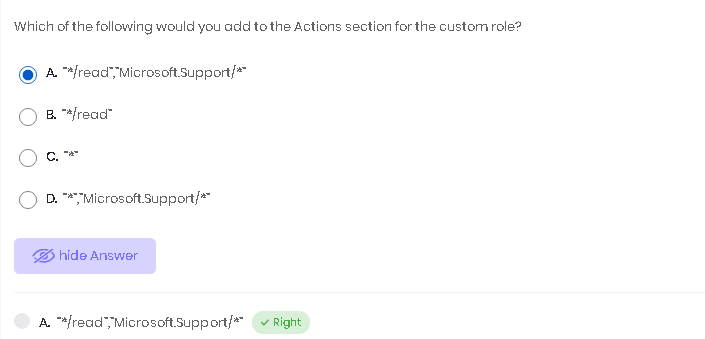 Which of the following would you add to the Actions section for the custom role?
A. "*/read","Microsoft.Support/*"
B. "*/read"
C. "*"
D. "*","Microsoft.Support/*"
hide Answer
A. "*/read","Microsoft.Support/*" Right